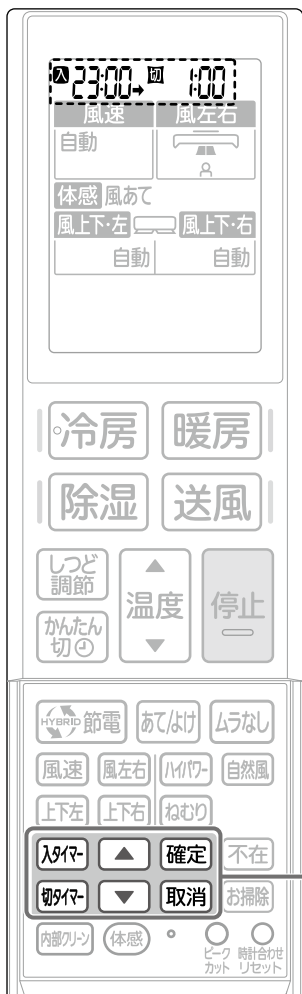 入 23:00→ 切 1:00
風速 風左右
自動
体感 風あて
風上下・左 風上下・右
自動 自動
冷房 暖房
除湿 送風
しつど
調節
温度
停止
かんたん
切
HYBRID 節電 あて/よけ ムラなし
風速 風左右 ハイパワー 自然風
上下左 上下右 ねむり
入タイマー 確定 不在
切タイマー 取消 お掃除
内部クリーン 体感
ピーク
カット
時計合わせ
リセット